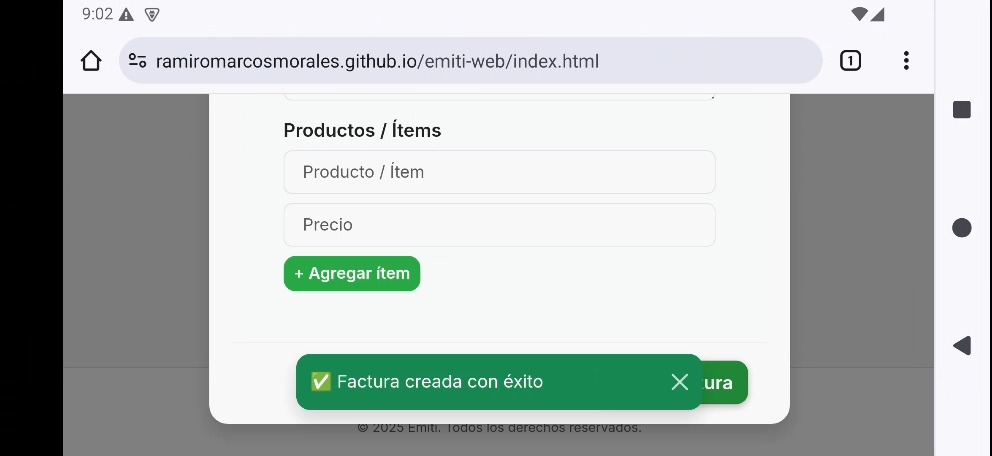 9:02
ramiromarcosmorales.github.io/emiti-web/index.html
1
Productos / Ítems
Producto / Ítem
Precio
+ Agregar ítem
✅ Factura creada con éxito
tura
© 2025 Emiti. Todos los derechos reservados.